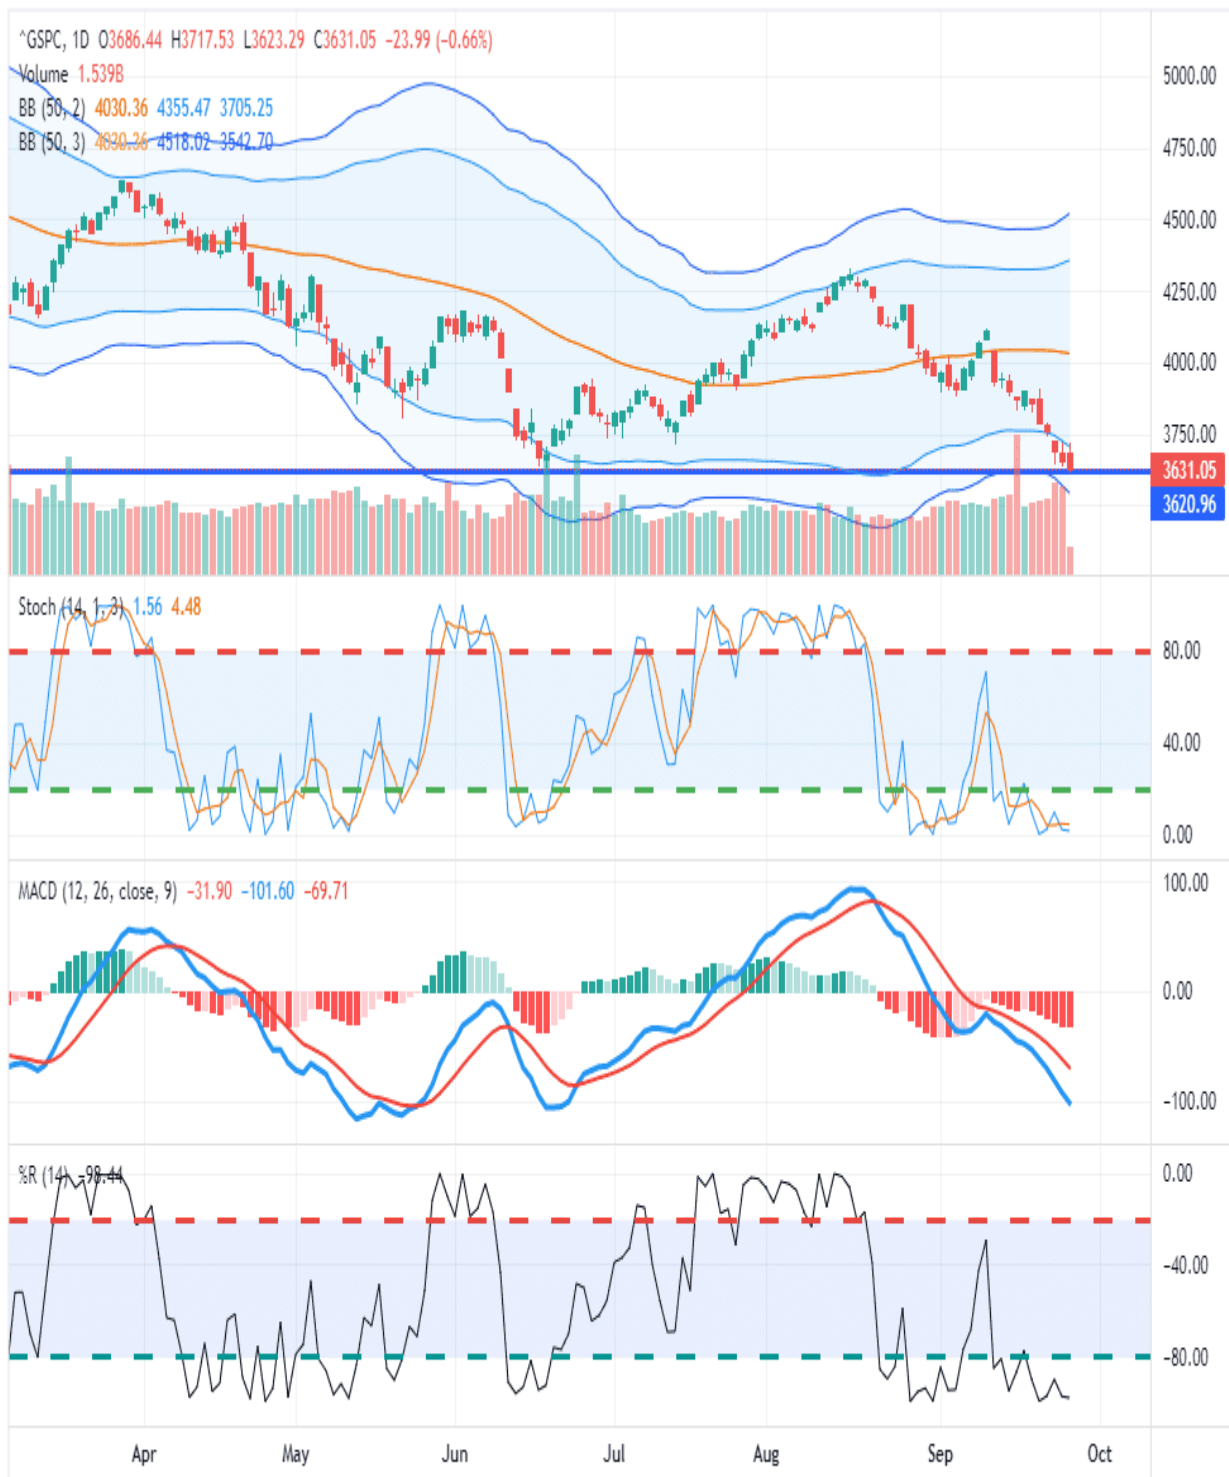 ^GSPC, 1D O3686.44 H3717.53 L3623.29 C3631.05 −23.99 (−0.66%)
Volume 1.539B
BB (50, 2) 4030.36 4355.47 3705.25
BB (50, 3) 4030.36 4518.02 3542.70
5000.00
4750.00
4500.00
4250.00
4000.00
3750.00
3631.05
3620.96
Stoch (14, 1, 3) 1.56 4.48
80.00
40.00
0.00
MACD (12, 26, close, 9) −31.90 −101.60 −69.71
100.00
0.00
−100.00
%R (14) −98.44
0.00
−40.00
−80.00
Apr May Jun Jul Aug Sep Oct